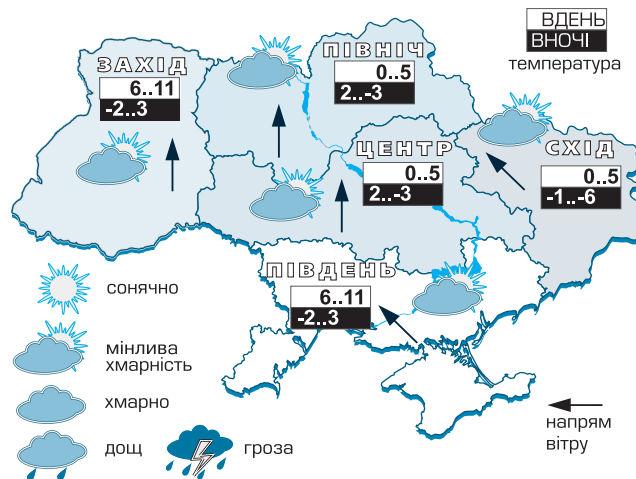 ВДЕНЬ
ВНОЧІ
температура
ПІВНІЧ
0..5
2..-3
ЗАХІД
6..11
-2..3
ЦЕНТР
0..5
2..-3
СХІД
0..5
-1..-6
ПІВДЕНЬ
6..11
-2..3
сонячно
мінлива
хмарність
хмарно
дощ
гроза
напрям
вітру